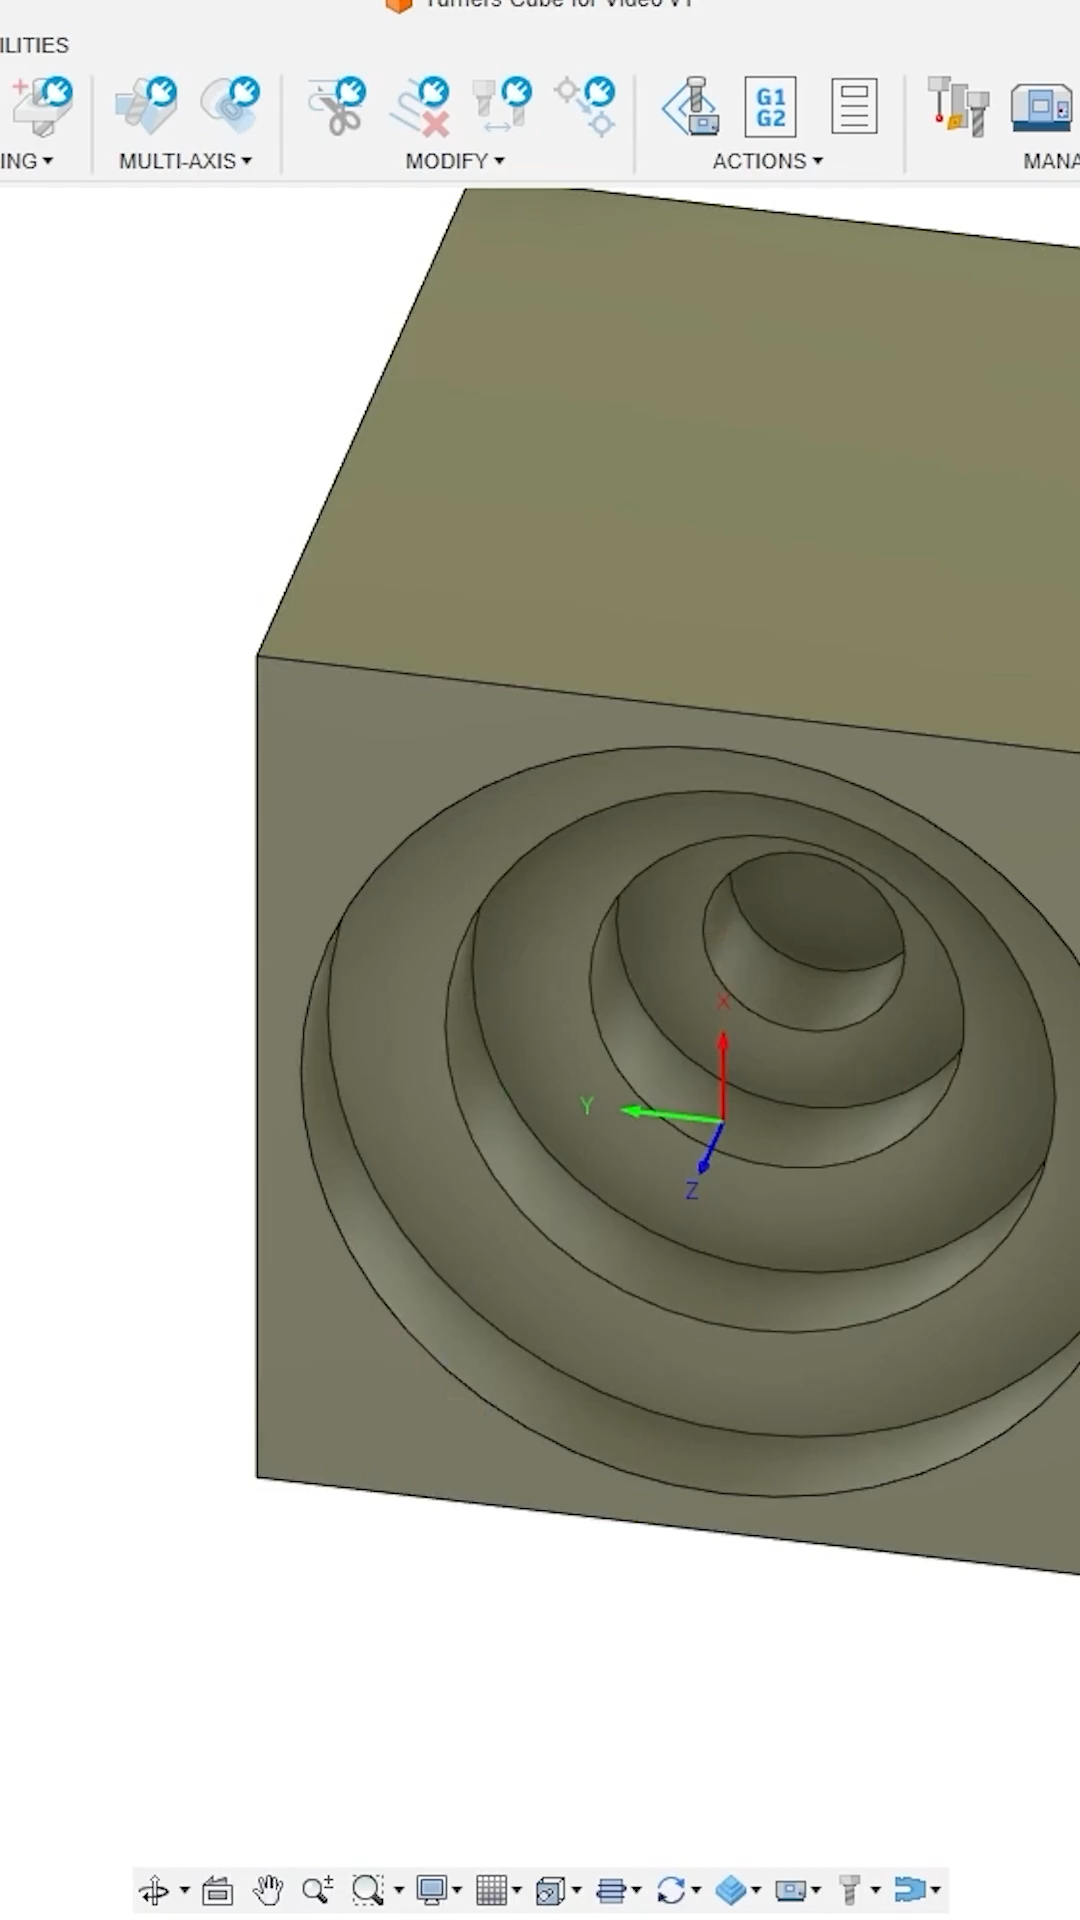 Turners Cube for Video v1
ILITIES
G1
G2
ING MULTI-AXIS MODIFY ACTIONS MANA
X
Y
Z